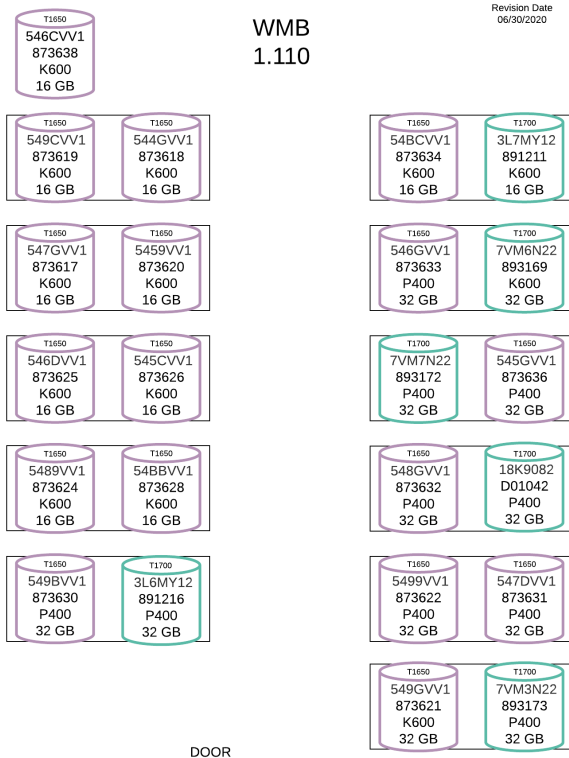 Revision Date
06/30/2020
WMB
1.110
T1650
546CVV1
873638
K600
16 GB
T1650
549CVV1
873619
K600
16 GB
T1650
544GVV1
873618
K600
16 GB
T1650
54BCVV1
873634
K600
16 GB
T1700
3L7MY12
891211
K600
16 GB
T1650
547GVV1
873617
K600
16 GB
T1650
5459VV1
873620
K600
16 GB
T1650
546GVV1
873633
P400
32 GB
T1700
7VM6N22
893169
K600
32 GB
T1650
546DVV1
873625
K600
16 GB
T1650
545CVV1
873626
K600
16 GB
T1700
7VM7N22
893172
P400
32 GB
T1650
545GVV1
873636
P400
32 GB
T1650
5489VV1
873624
K600
16 GB
T1650
54BBVV1
873628
K600
16 GB
T1650
548GVV1
873632
P400
32 GB
T1700
18K9082
D01042
P400
32 GB
T1650
549BVV1
873630
P400
32 GB
T1700
3L6MY12
891216
P400
32 GB
T1650
5499VV1
873622
P400
32 GB
T1650
547DVV1
873631
P400
32 GB
T1650
549GVV1
873621
K600
32 GB
T1700
7VM3N22
893173
P400
32 GB
DOOR